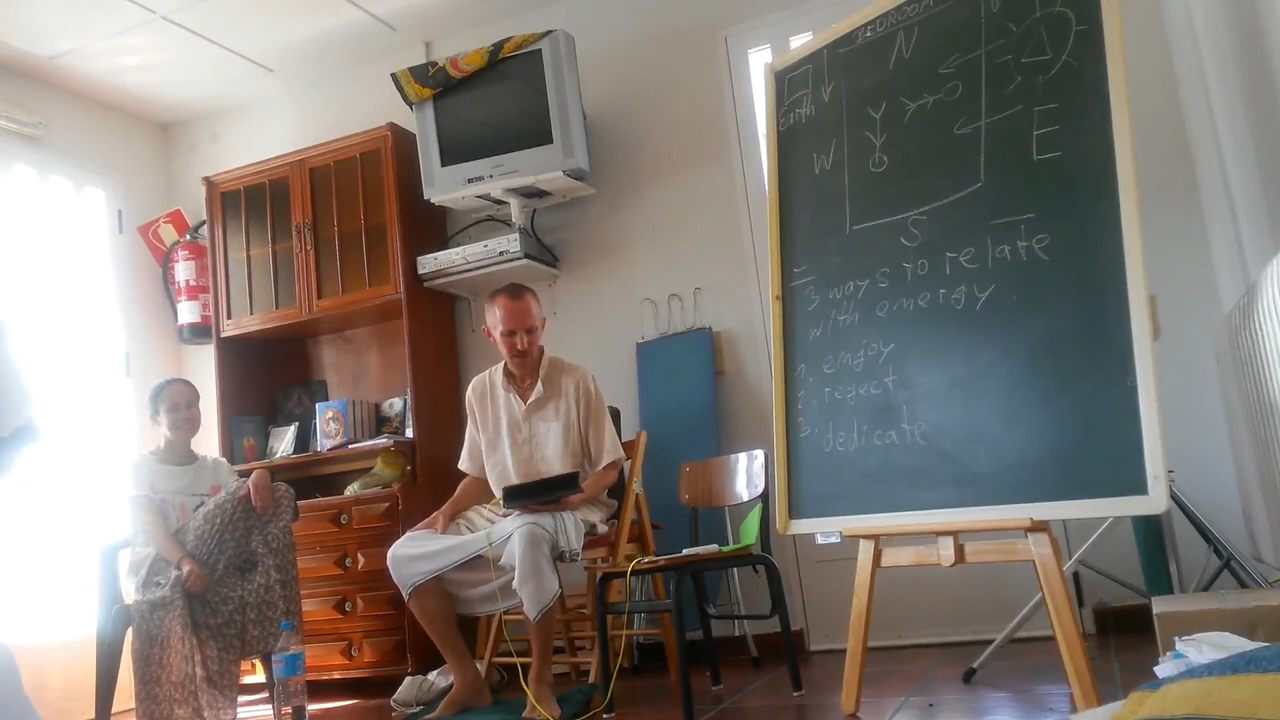 BEDROOM
N
Earth
W
E
S
3 ways to relate
with energy.
1. enjoy
2. reject
3. dedicate